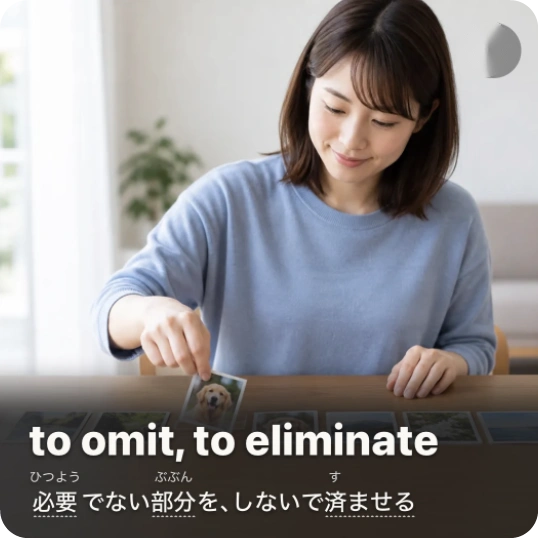 to omit, to eliminate
ひつよう ぶぶん す
必要でない部分を、しないで済ませる